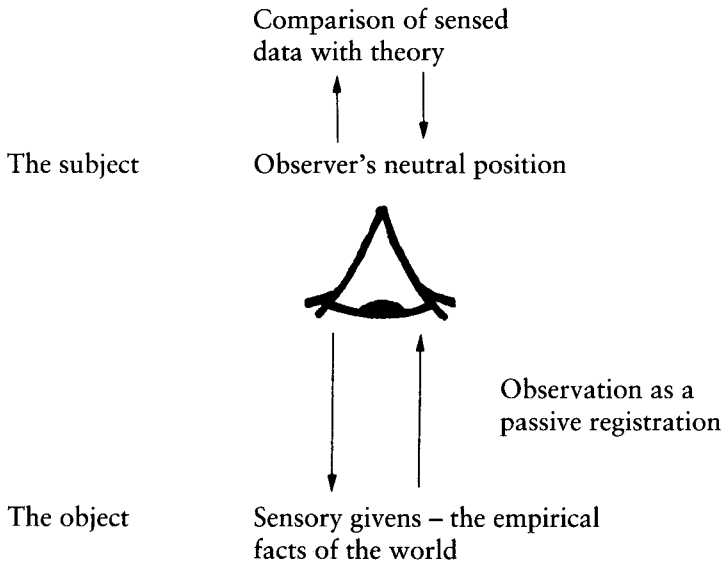 Comparison of sensed
data with theory
The subject
Observer's neutral position
Observation as a
passive registration
The object
Sensory givens – the empirical
facts of the world